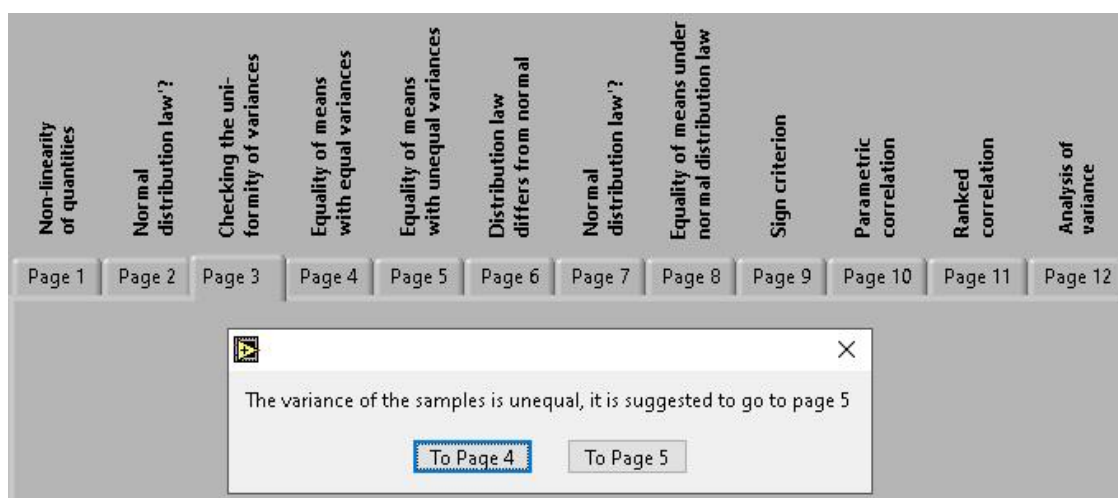 Non-linearity
of quantities
Normal
distribution law'?
Checking the uni-
formity of variances
Equality of means
with equal variances
Equality of means
with unequal variances
Distribution law
differs from normal
Normal
distribution law'?
Equality of means under
normal distribution law
Sign criterion
Parametric
correlation
Ranked
correlation
Analysis of
variance
Page 1 Page 2 Page 3 Page 4 Page 5 Page 6 Page 7 Page 8 Page 9 Page 10 Page 11 Page 12
The variance of the samples is unequal, it is suggested to go to page 5
To Page 4 To Page 5